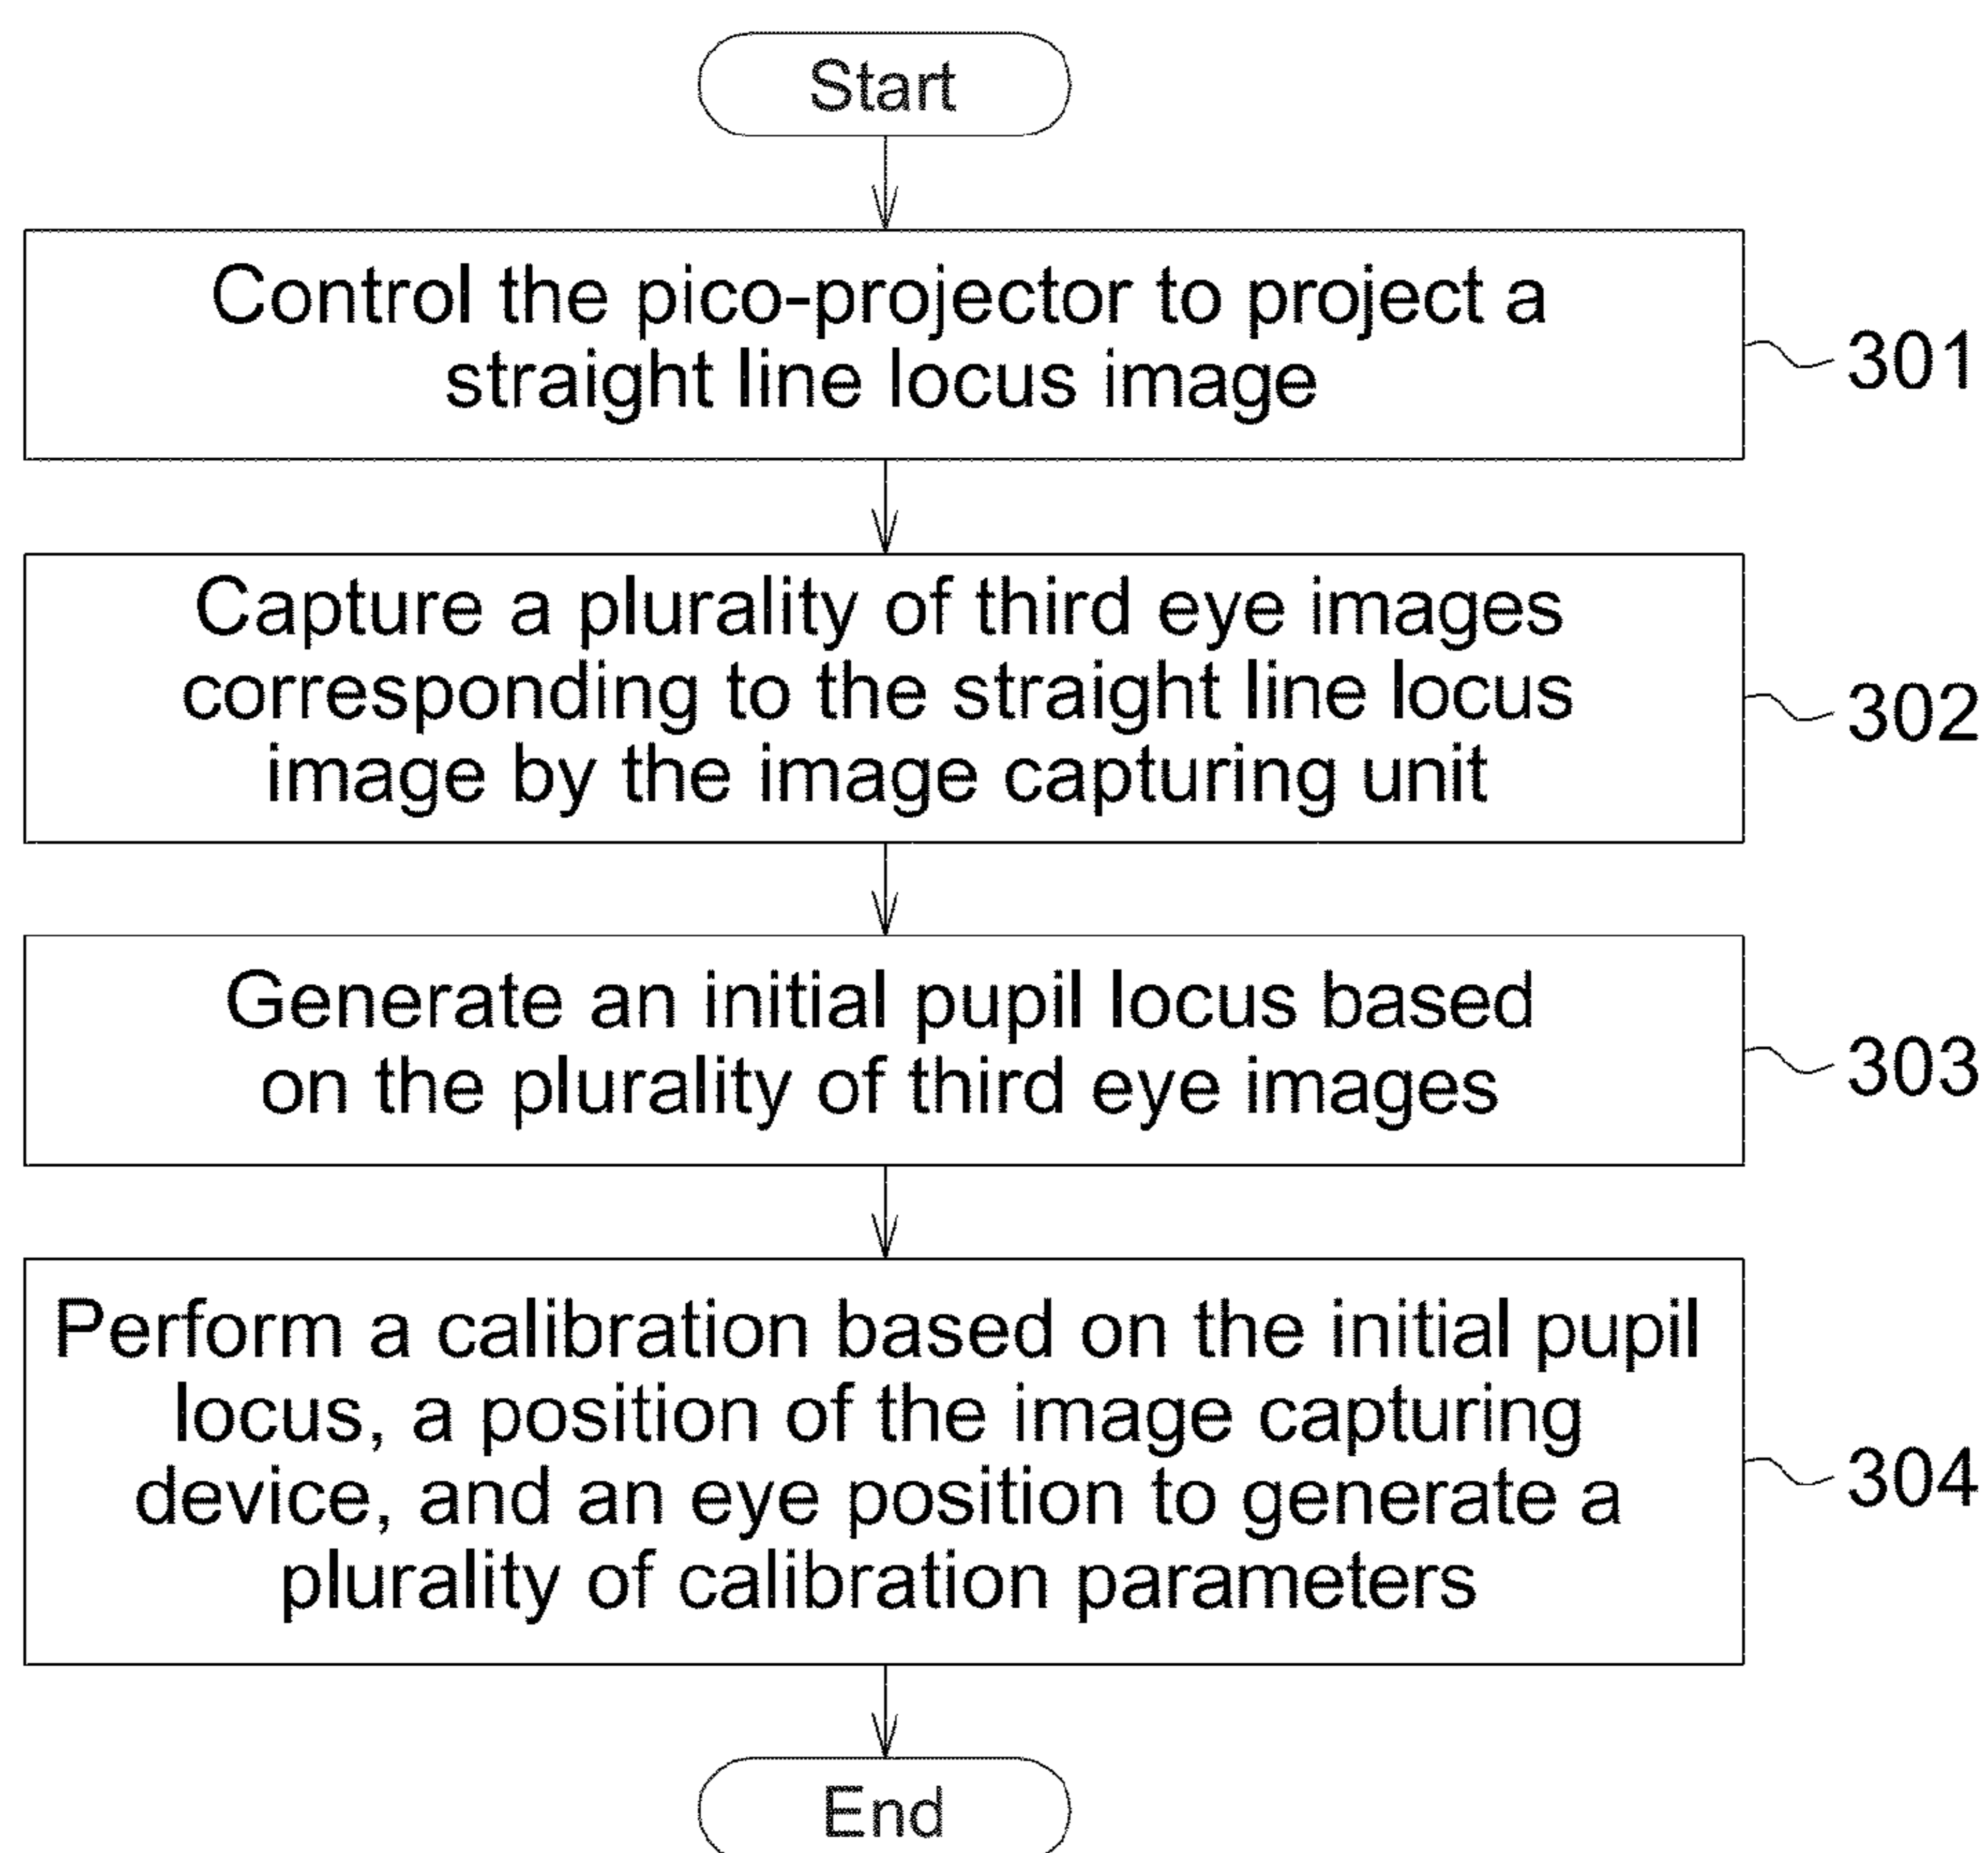 Start
Control the pico-projector to project a
straight line locus image
301
Capture a plurality of third eye images
corresponding to the straight line locus
image by the image capturing unit
302
Generate an initial pupil locus based
on the plurality of third eye images
303
Perform a calibration based on the initial pupil
locus, a position of the image capturing
device, and an eye position to generate a
plurality of calibration parameters
304
End